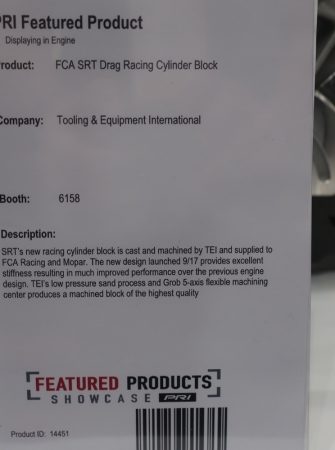 PRI Featured Product
Displaying in Engine
roduct: FCA SRT Drag Racing Cylinder Block
Company: Tooling & Equipment International
Booth: 6158
Description:
SRT's new racing cylinder block is cast and machined by TEI and supplied to
FCA Racing and Mopar. The new design launched 9/17 provides excellent
stiffness resulting in much improved performance over the previous engine
design. TEI's low pressure sand process and Grob 5-axis flexible machining
center produces a machined block of the highest quality
FEATURED PRODUCTS
SHOWCASE PRI
Product ID: 14451